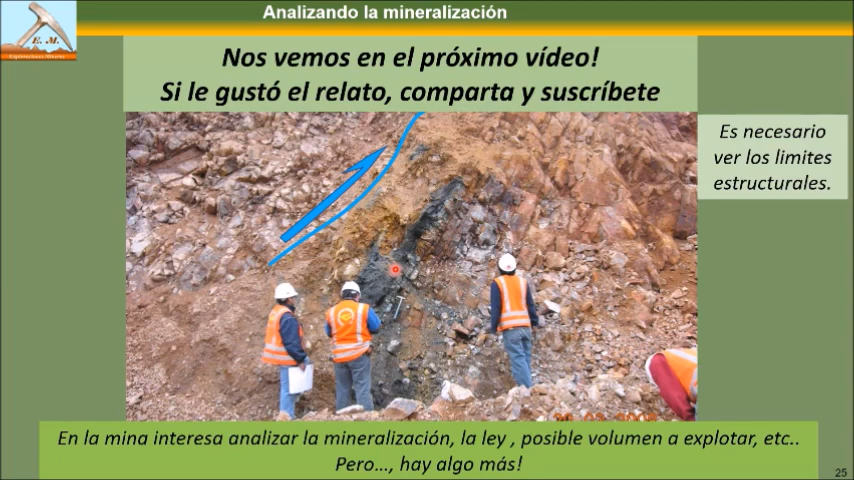 Analizando la mineralización
E. M.
Nos vemos en el próximo vídeo!
Si le gustó el relato, comparta y suscríbete
Es necesario
ver los limites
estructurales.
En la mina interesa analizar la mineralización, la ley , posible volumen a explotar, etc..
Pero..., hay algo más!
25